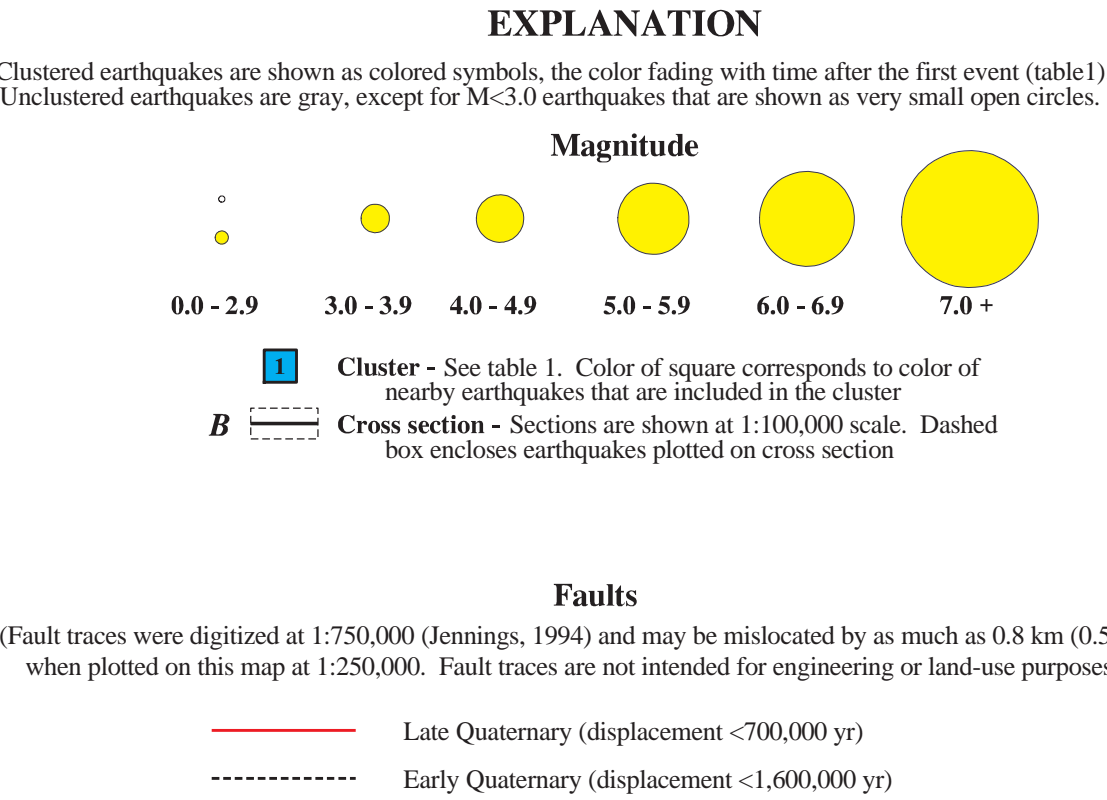 EXPLANATION
Clustered earthquakes are shown as colored symbols, the color fading with time after the first event (table1)
Unclustered earthquakes are gray, except for M<3.0 earthquakes that are shown as very small open circles.
Magnitude
0.0 - 2.9 3.0 - 3.9 4.0 - 4.9 5.0 - 5.9 6.0 - 6.9 7.0 +
1 Cluster - See table 1. Color of square corresponds to color of
nearby earthquakes that are included in the cluster
B Cross section - Sections are shown at 1:100,000 scale. Dashed
box encloses earthquakes plotted on cross section
Faults
(Fault traces were digitized at 1:750,000 (Jennings, 1994) and may be mislocated by as much as 0.8 km (0.5
when plotted on this map at 1:250,000. Fault traces are not intended for engineering or land-use purposes
Late Quaternary (displacement <700,000 yr)
Early Quaternary (displacement <1,600,000 yr)